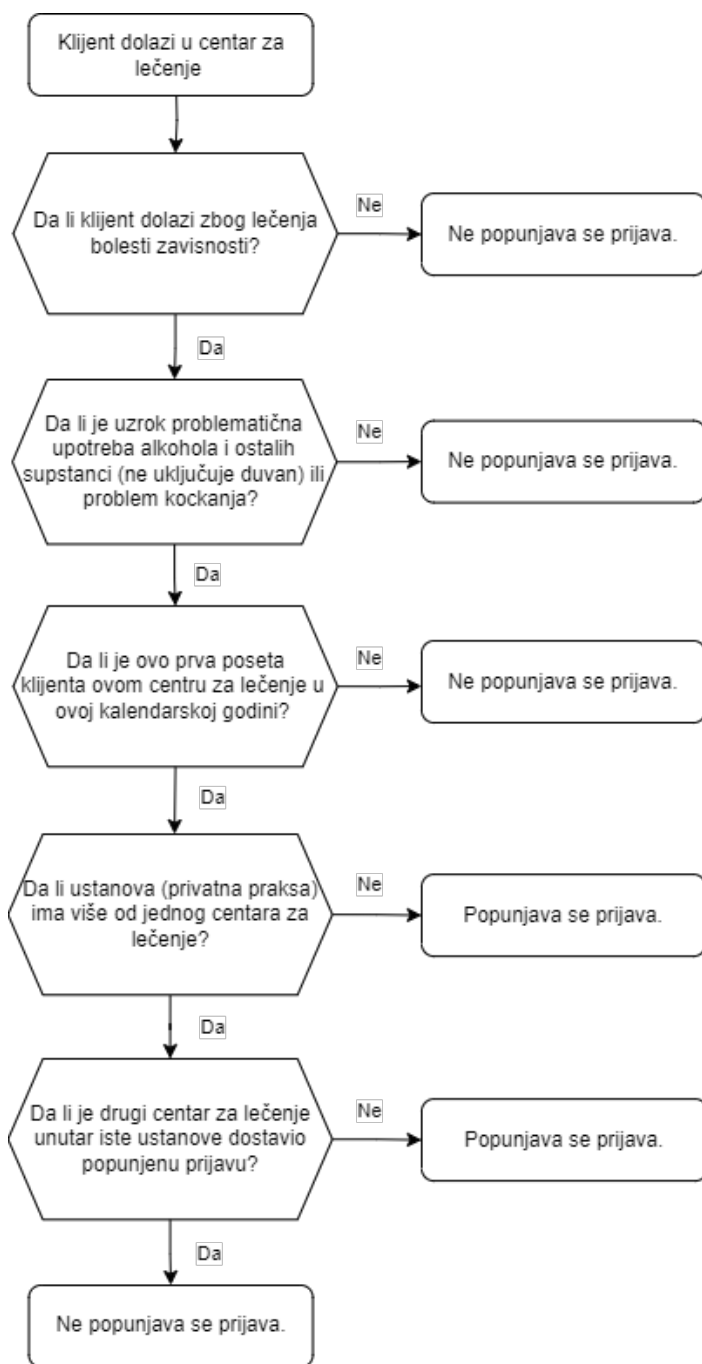 Klijent dolazi u centar za
lečenje
Da li klijent dolazi zbog lečenja
bolesti zavisnosti?
Ne
Ne popunjava se prijava.
Da
Da li je uzrok problematična
upotreba alkohola i ostalih
supstanci (ne uključuje duvan) ili
problem kockanja?
Ne
Ne popunjava se prijava.
Da
Da li je ovo prva poseta
klijenta ovom centru za lečenje u
ovoj kalendarskoj godini?
Ne
Ne popunjava se prijava.
Da
Da li ustanova (privatna praksa)
ima više od jednog centara za
lečenje?
Ne
Popunjava se prijava.
Da
Da li je drugi centar za lečenje
unutar iste ustanove dostavio
popunjenu prijavu?
Ne
Popunjava se prijava.
Da
Ne popunjava se prijava.